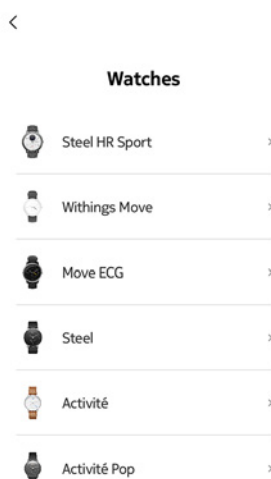 Watches
Steel HR Sport
Withings Move
Move ECG
Steel
Activité
Activité Pop